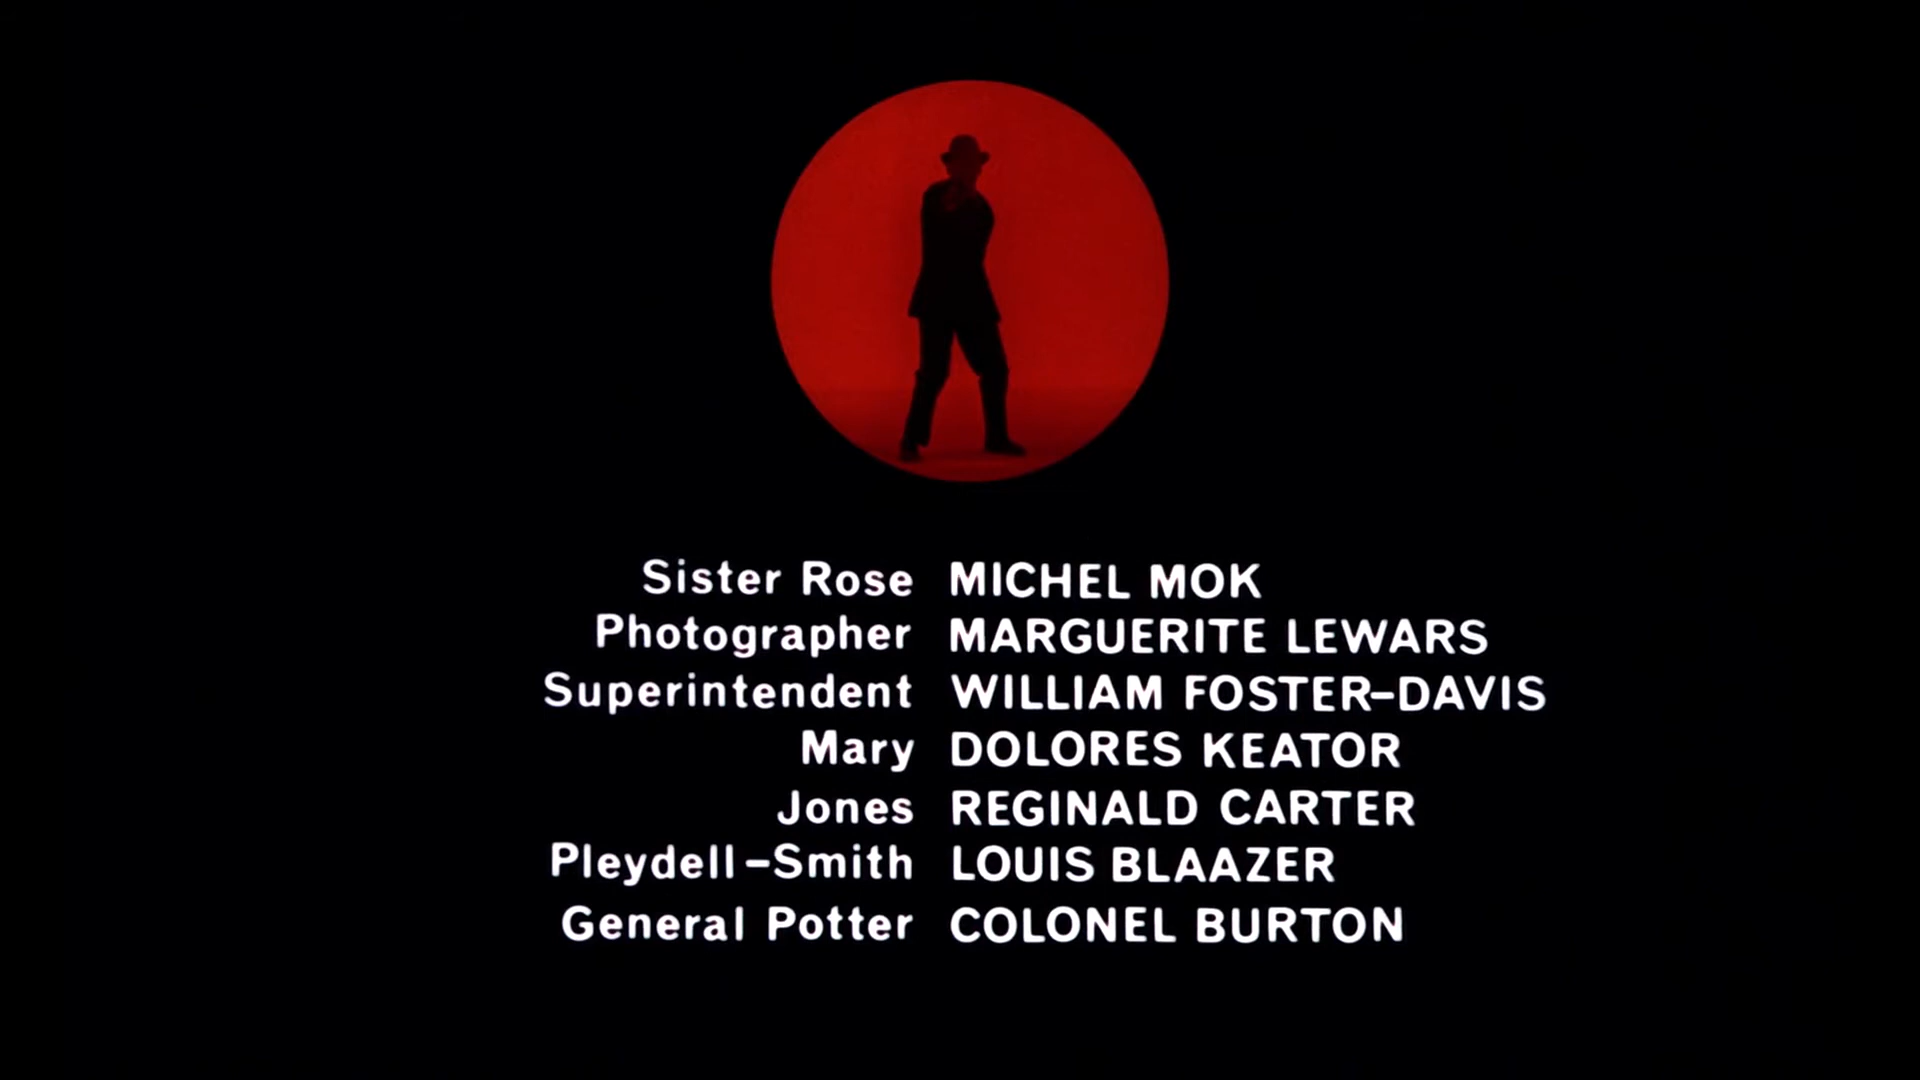 Sister Rose MICHEL MOK
Photographer MARGUERITE LEWARS
Superintendent WILLIAM FOSTER-DAVIS
Mary DOLORES KEATOR
Jones REGINALD CARTER
Pleydell-Smith LOUIS BLAAZER
General Potter COLONEL BURTON